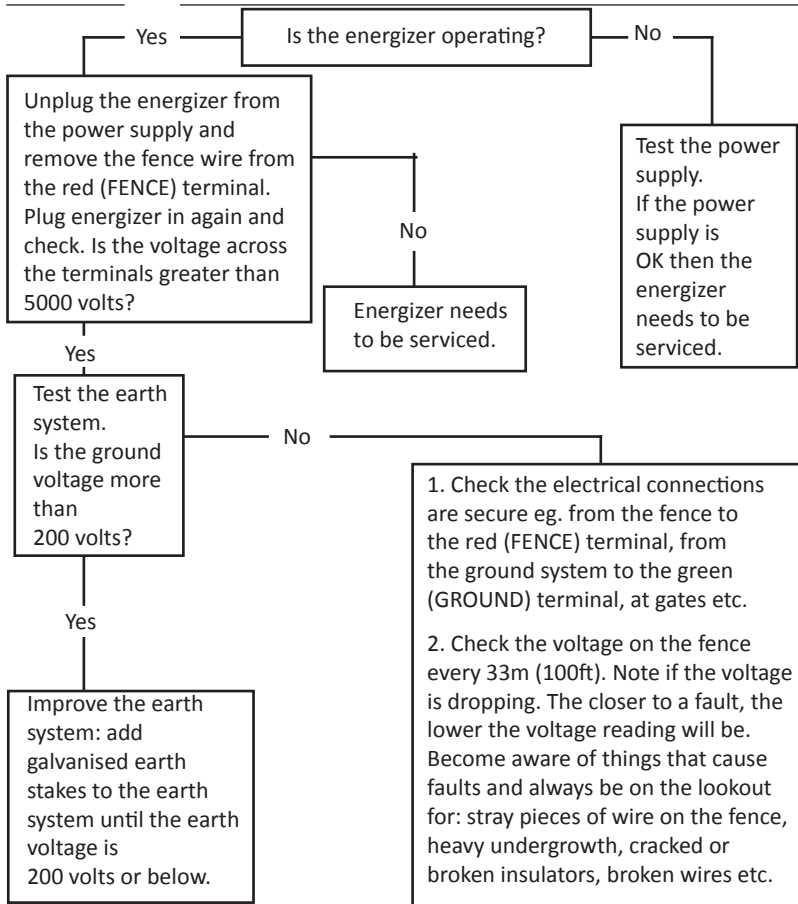 Is the energizer operating?
Yes
No
Unplug the energizer from
the power supply and
remove the fence wire from
the red (FENCE) terminal.
Plug energizer in again and
check. Is the voltage across
the terminals greater than
5000 volts?
Test the power
supply.
If the power
supply is
OK then the
energizer
needs to be
serviced.
No
Energizer needs
to be serviced.
Yes
Test the earth
system.
Is the ground
voltage more
than
200 volts?
No
1. Check the electrical connections
are secure eg. from the fence to
the red (FENCE) terminal, from
the ground system to the green
(GROUND) terminal, at gates etc.
2. Check the voltage on the fence
every 33m (100ft). Note if the voltage
is dropping. The closer to a fault, the
lower the voltage reading will be.
Become aware of things that cause
faults and always be on the lookout
for: stray pieces of wire on the fence,
heavy undergrowth, cracked or
broken insulators, broken wires etc.
Yes
Improve the earth
system: add
galvanised earth
stakes to the earth
system until the earth
voltage is
200 volts or below.